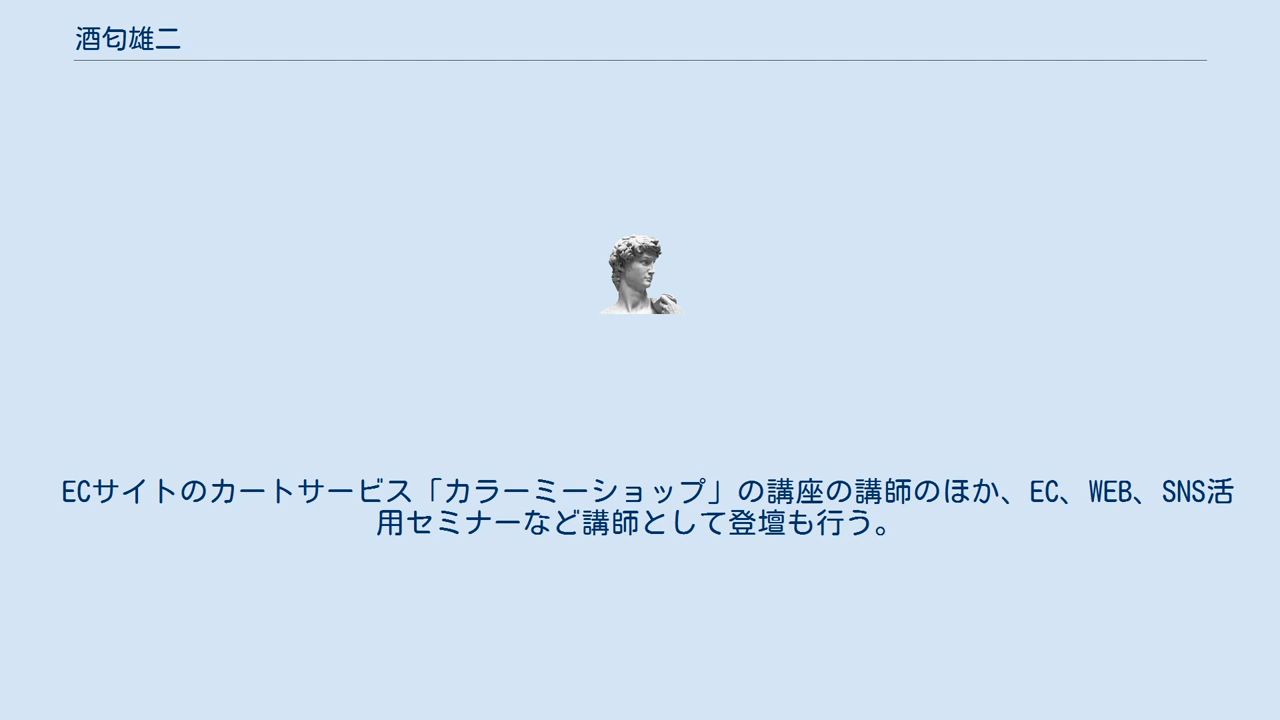 酒匂雄二
ECサイトのカートサービス「カラーミーショップ」の講座の講師のほか、EC、WEB、SNS活
用セミナーなど講師として登壇も行う。